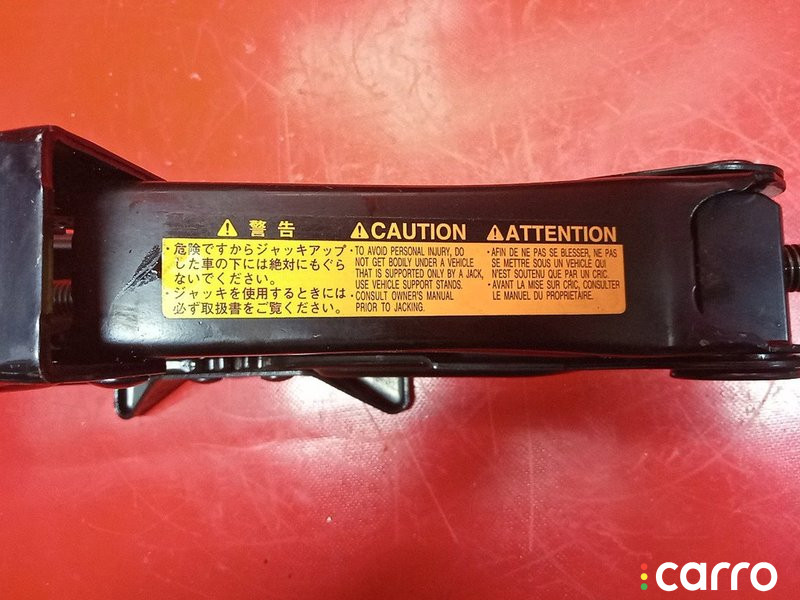 ⚠ 警告
・危険ですからジャッキアップ
した車の下には絶対にもぐら
ないでください。
・ジャッキを使用するときには
必ず取扱書をご覧ください。
⚠CAUTION
・TO AVOID PERSONAL INJURY, DO
NOT GET BODILY UNDER A VEHICLE
THAT IS SUPPORTED ONLY BY A JACK,
USE VEHICLE SUPPORT STANDS.
・CONSULT OWNER'S MANUAL
PRIOR TO JACKING.
⚠ATTENTION
・AFIN DE NE PAS SE BLESSER, NE PAS
SE METTRE SOUS UN VEHICLE QUI
N'EST SOUTENU QUE PAR UN CRIC.
・AVANT LA MISE SUR CRIC, CONSULTER
LE MANUEL DU PROPRIETAIRE.
carro